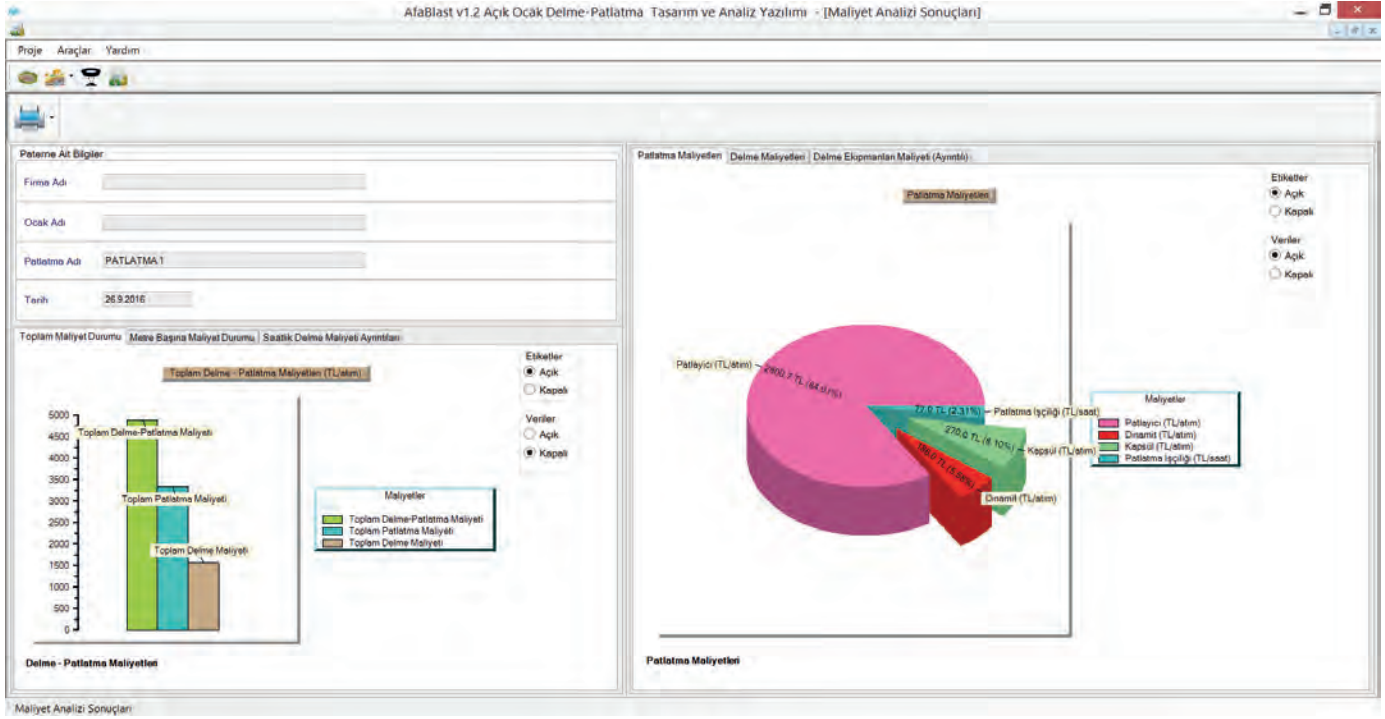 AfaBlast v1.2 Açık Ocak Delme-Patlatma Tasarım ve Analiz Yazılımı - [Maliyet Analizi Sonuçları]
Proje Araçlar Yardım
Paterne Ait Bilgiler
Firma Adı
Ocak Adı
Patlatma Adı PATLATMA 1
Tarih 26.9.2016
Toplam Maliyet Durumu Metre Başına Maliyet Durumu Saatlik Delme Maliyeti Ayrıntıları
Toplam Delme - Patlatma Maliyetleri (TL/atım)
Etiketler
Açık
Kapalı
Veriler
Açık
Kapalı
5000
4500
4000
3500
3000
2500
2000
1500
1000
500
0
Toplam Delme-Patlatma Maliyeti
Toplam Patlatma Maliyeti
Toplam Delme Maliyeti
Maliyetler
Toplam Delme-Patlatma Maliyeti
Toplam Patlatma Maliyeti
Toplam Delme Maliyeti
Delme - Patlatma Maliyetleri
Patlatma Maliyetleri Delme Maliyetleri Delme Ekipmanları Maliyeti (Ayrıntılı)
Patlatma Maliyetleri
Etiketler
Açık
Kapalı
Veriler
Açık
Kapalı
Patlayıcı (TL/atım)
77,0 TL (2.31%)
Patlatma İşçiliği (TL/saat)
270,0 TL (8.10%)
Kapsül (TL/atım)
Dinamit (TL/atım)
Maliyetler
Patlayıcı (TL/atım)
Dinamit (TL/atım)
Kapsül (TL/atım)
Patlatma İşçiliği (TL/saat)
Patlatma Maliyetleri
Maliyet Analizi Sonuçları